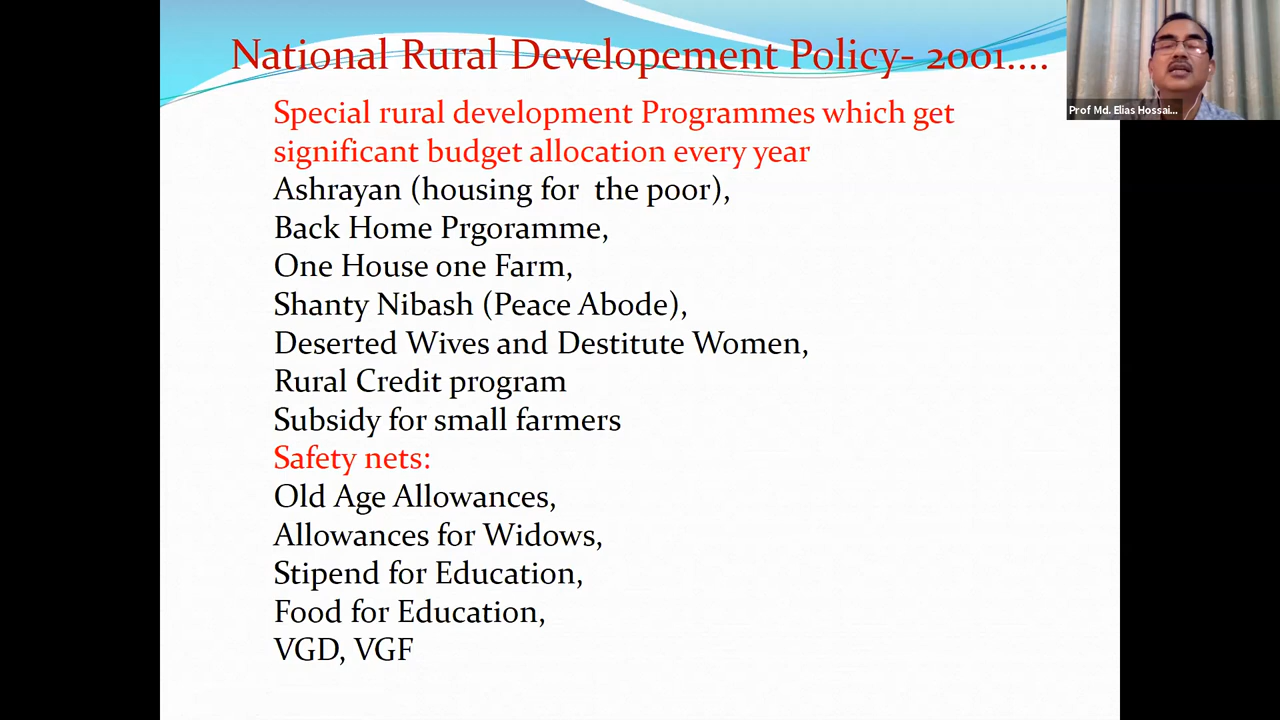 National Rural Developement Policy- 2001....
Special rural development Programmes which get
significant budget allocation every year
Ashrayan (housing for the poor),
Back Home Prgoramme,
One House one Farm,
Shanty Nibash (Peace Abode),
Deserted Wives and Destitute Women,
Rural Credit program
Subsidy for small farmers
Safety nets:
Old Age Allowances,
Allowances for Widows,
Stipend for Education,
Food for Education,
VGD, VGF
Prof Md. Elias Hossai...